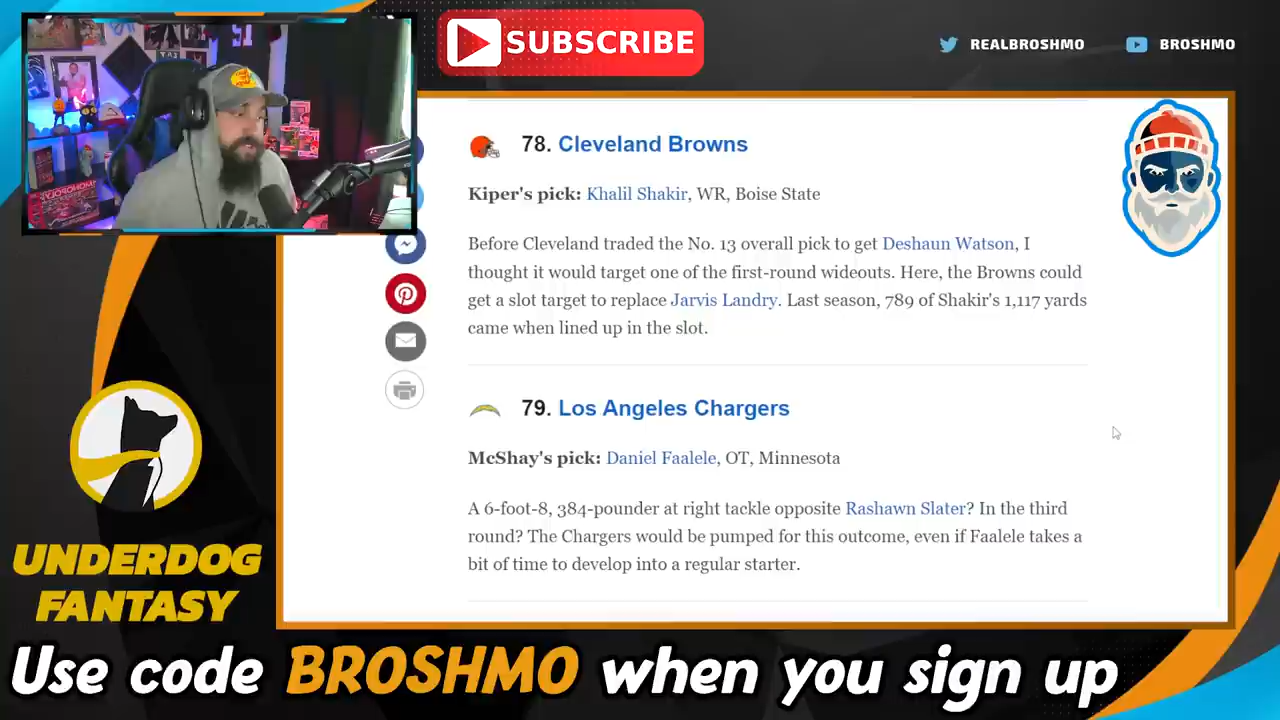 SUBSCRIBE
REALBROSHMO
BROSHMO
78. Cleveland Browns
Kiper's pick: Khalil Shakir, WR, Boise State
Before Cleveland traded the No. 13 overall pick to get Deshaun Watson, I
thought it would target one of the first-round wideouts. Here, the Browns could
get a slot target to replace Jarvis Landry. Last season, 789 of Shakir's 1,117 yards
came when lined up in the slot.
79. Los Angeles Chargers
McShay's pick: Daniel Faalele, OT, Minnesota
A 6-foot-8, 384-pounder at right tackle opposite Rashawn Slater? In the third
round? The Chargers would be pumped for this outcome, even if Faalele takes a
bit of time to develop into a regular starter.
UNDERDOG
FANTASY
Use code BROSHMO when you sign up